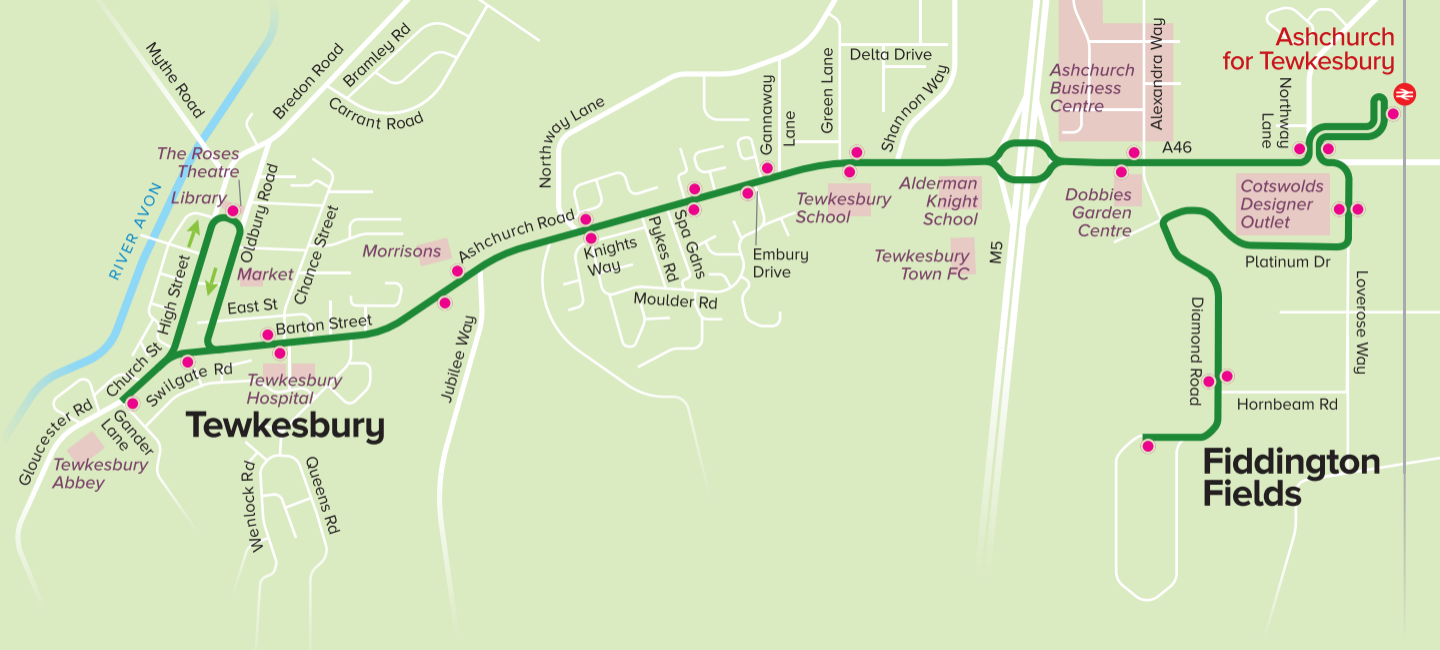 Mythe Road
Bredon Road
Bramley Rd
Carrant Road
The Roses
Theatre
Library
RIVER AVON
Oldbury Road
High Street
Market
Chance Street
East St
Barton Street
Church St
Swilgate Rd
Tewkesbury
Hospital
Tewkesbury
Gloucester Rd
Gander
Lane
Tewkesbury
Abbey
Wenlock Rd
Queens Rd
Morrisons
Ashchurch Road
Jubilee Way
Northway Lane
Knights
Way
Pykes Rd
Spa Gdns
Moulder Rd
Embury
Drive
Gannaway
Lane
Green Lane
Delta Drive
Shannon Way
Tewkesbury
School
Alderman
Knight
School
Tewkesbury
Town FC
M5
Ashchurch
Business
Centre
Alexandra Way
A46
Dobbies
Garden
Centre
Northway
Lane
Ashchurch
for Tewkesbury
Cotswolds
Designer
Outlet
Platinum Dr
Loverose Way
Diamond Road
Hornbeam Rd
Fiddington
Fields